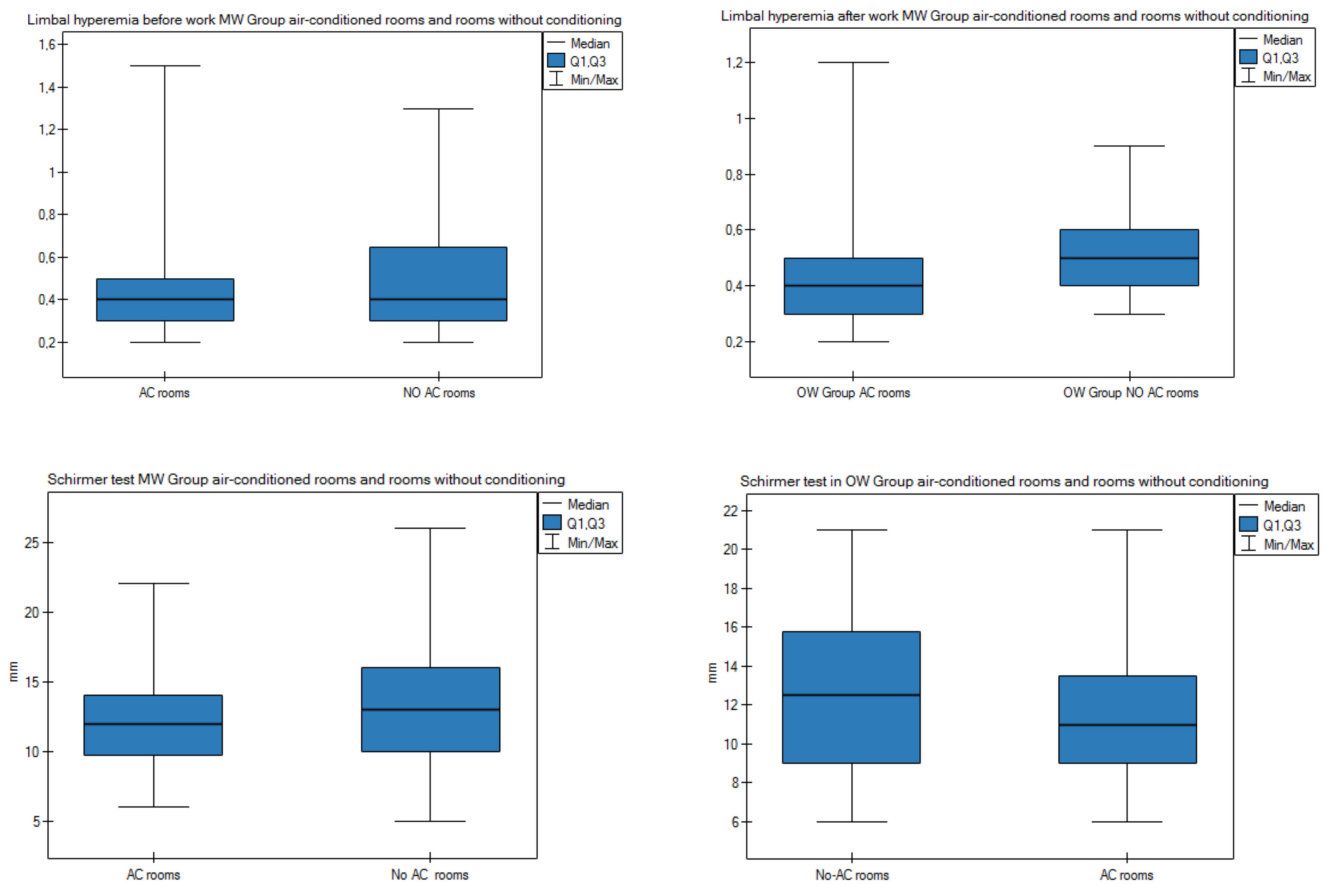 Limbal hyperemia before work MW Group air-conditioned rooms and rooms without conditioning
1,6
1,4
1,2
1
0,8
0,6
0,4
0,2
AC rooms
NO AC rooms
Median
Q1,Q3
Min/Max
Limbal hyperemia after work MW Group air-conditioned rooms and rooms without conditioning
1,2
1
0,8
0,6
0,4
0,2
OW Group AC rooms
OW Group NO AC rooms
Median
Q1,Q3
Min/Max
Schirmer test MW Group air-conditioned rooms and rooms without conditioning
mm
25
20
15
10
5
AC rooms
No AC rooms
Median
Q1,Q3
Min/Max
Schirmer test in OW Group air-conditioned rooms and rooms without conditioning
mm
22
20
18
16
14
12
10
8
6
No-AC rooms
AC rooms
Median
Q1,Q3
Min/Max